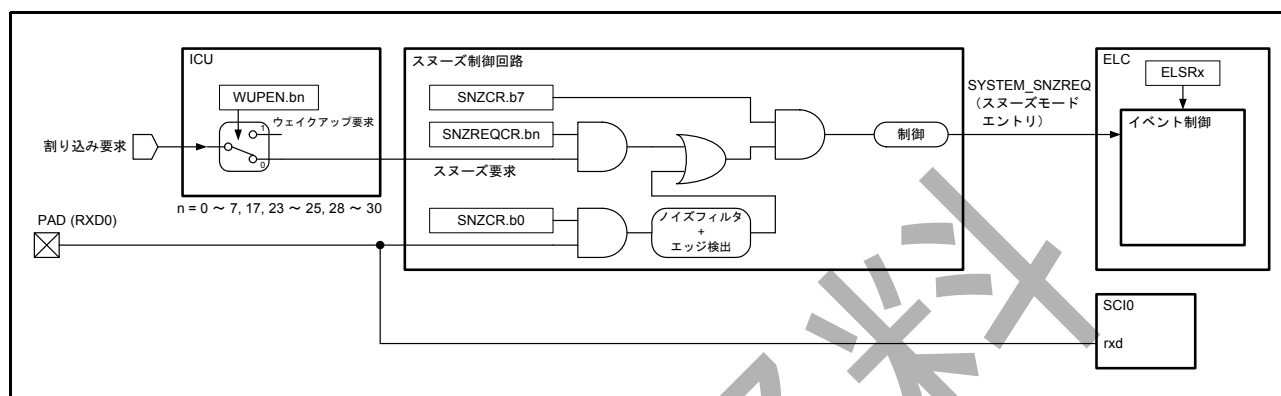 ICU
WUPEN.bn
1
ウェイクアップ要求
0
割り込み要求
n = 0 ～ 7, 17, 23 ～ 25, 28 ～ 30
PAD (RXD0)
スヌーズ制御回路
SNZCR.b7
SNZREQCR.bn
スヌーズ要求
SNZCR.b0
ノイズフィルタ
+
エッジ検出
制御
SYSTEM_SNZREQ
（スヌーズモード
エントリ）
ELC
ELSRx
イベント制御
SCI0
rxd
料